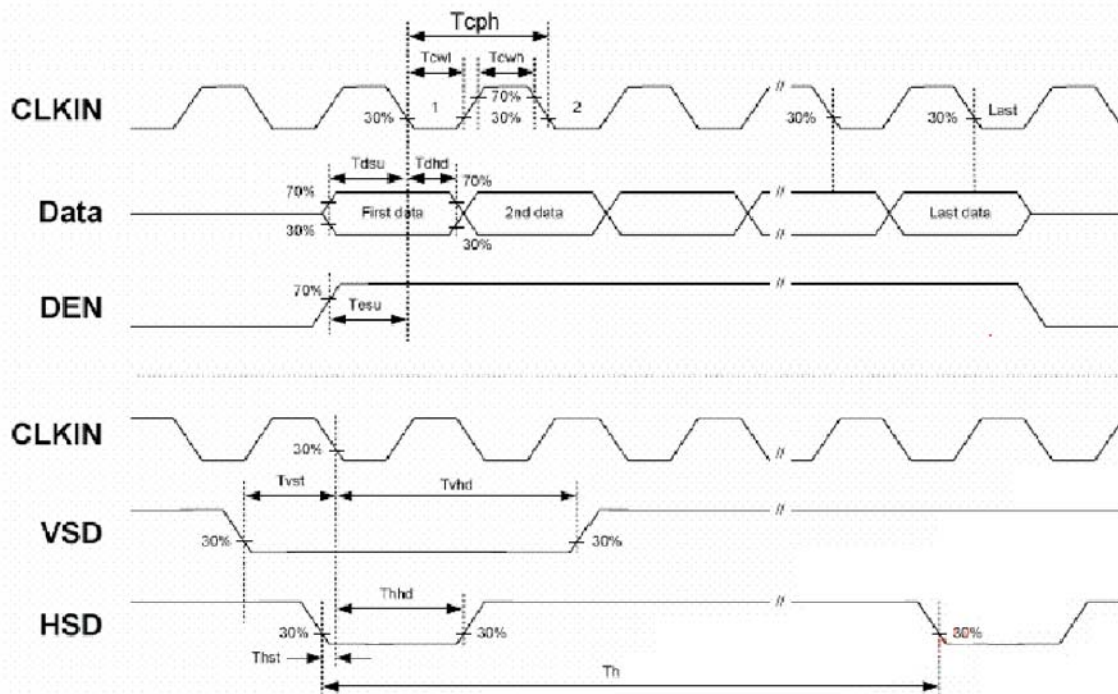 Tcph
Tcwl Tcwh
CLKIN 30% 1 70% 30% 2 // 30% 30% Last
Tdsu Tdhd
70% 70%
Data First data 2nd data // Last data
30% 30%
DEN 70% //
Tesu
CLKIN 30% //
Tvst Tvhd
VSD 30% 30% //
Thhd
HSD 30% 30% // 30%
Thst
Th